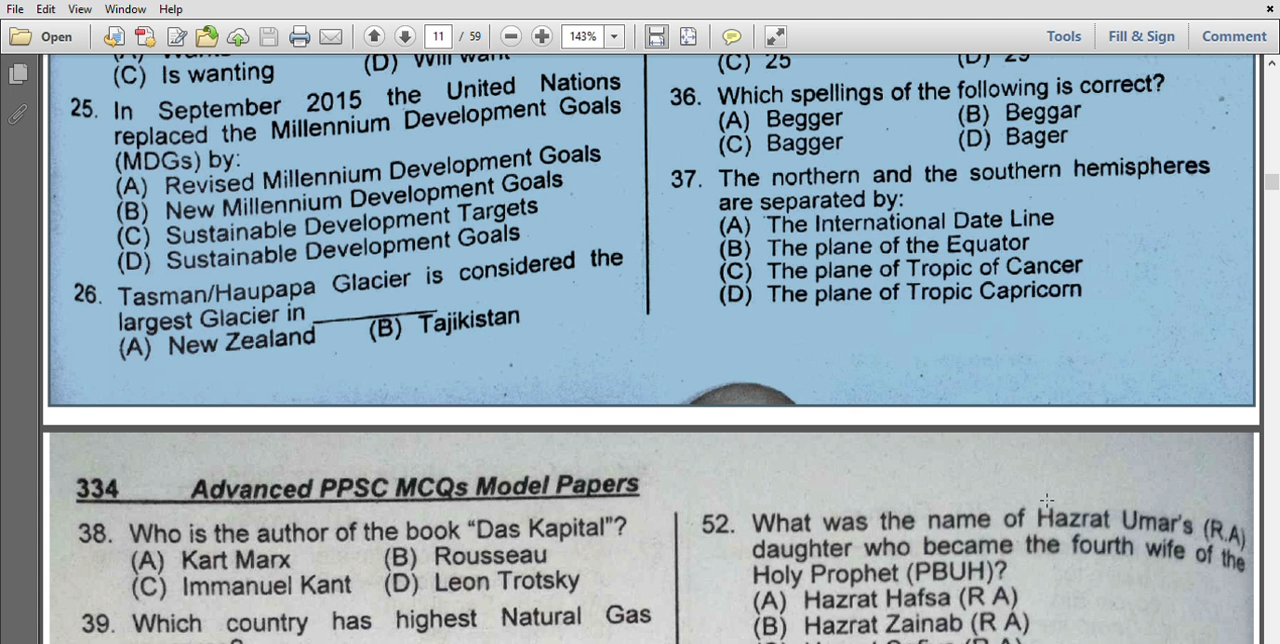 File Edit View Window Help
Open 11 / 59 143% Tools Fill & Sign Comment
(C) Is wanting (D) Will want
25. In September 2015 the United Nations
replaced the Millennium Development Goals
(MDGs) by:
(A) Revised Millennium Development Goals
(B) New Millennium Development Goals
(C) Sustainable Development Targets
(D) Sustainable Development Goals
26. Tasman/Haupapa Glacier is considered the
largest Glacier in ________
(A) New Zealand (B) Tajikistan
(C) 25 (D) 29
36. Which spellings of the following is correct?
(A) Begger (B) Beggar
(C) Bagger (D) Bager
37. The northern and the southern hemispheres
are separated by:
(A) The International Date Line
(B) The plane of the Equator
(C) The plane of Tropic of Cancer
(D) The plane of Tropic Capricorn
334 Advanced PPSC MCQs Model Papers
38. Who is the author of the book “Das Kapital”?
(A) Kart Marx (B) Rousseau
(C) Immanuel Kant (D) Leon Trotsky
39. Which country has highest Natural Gas
52. What was the name of Hazrat Umar's (R.A)
daughter who became the fourth wife of the
Holy Prophet (PBUH)?
(A) Hazrat Hafsa (R A)
(B) Hazrat Zainab (R A)